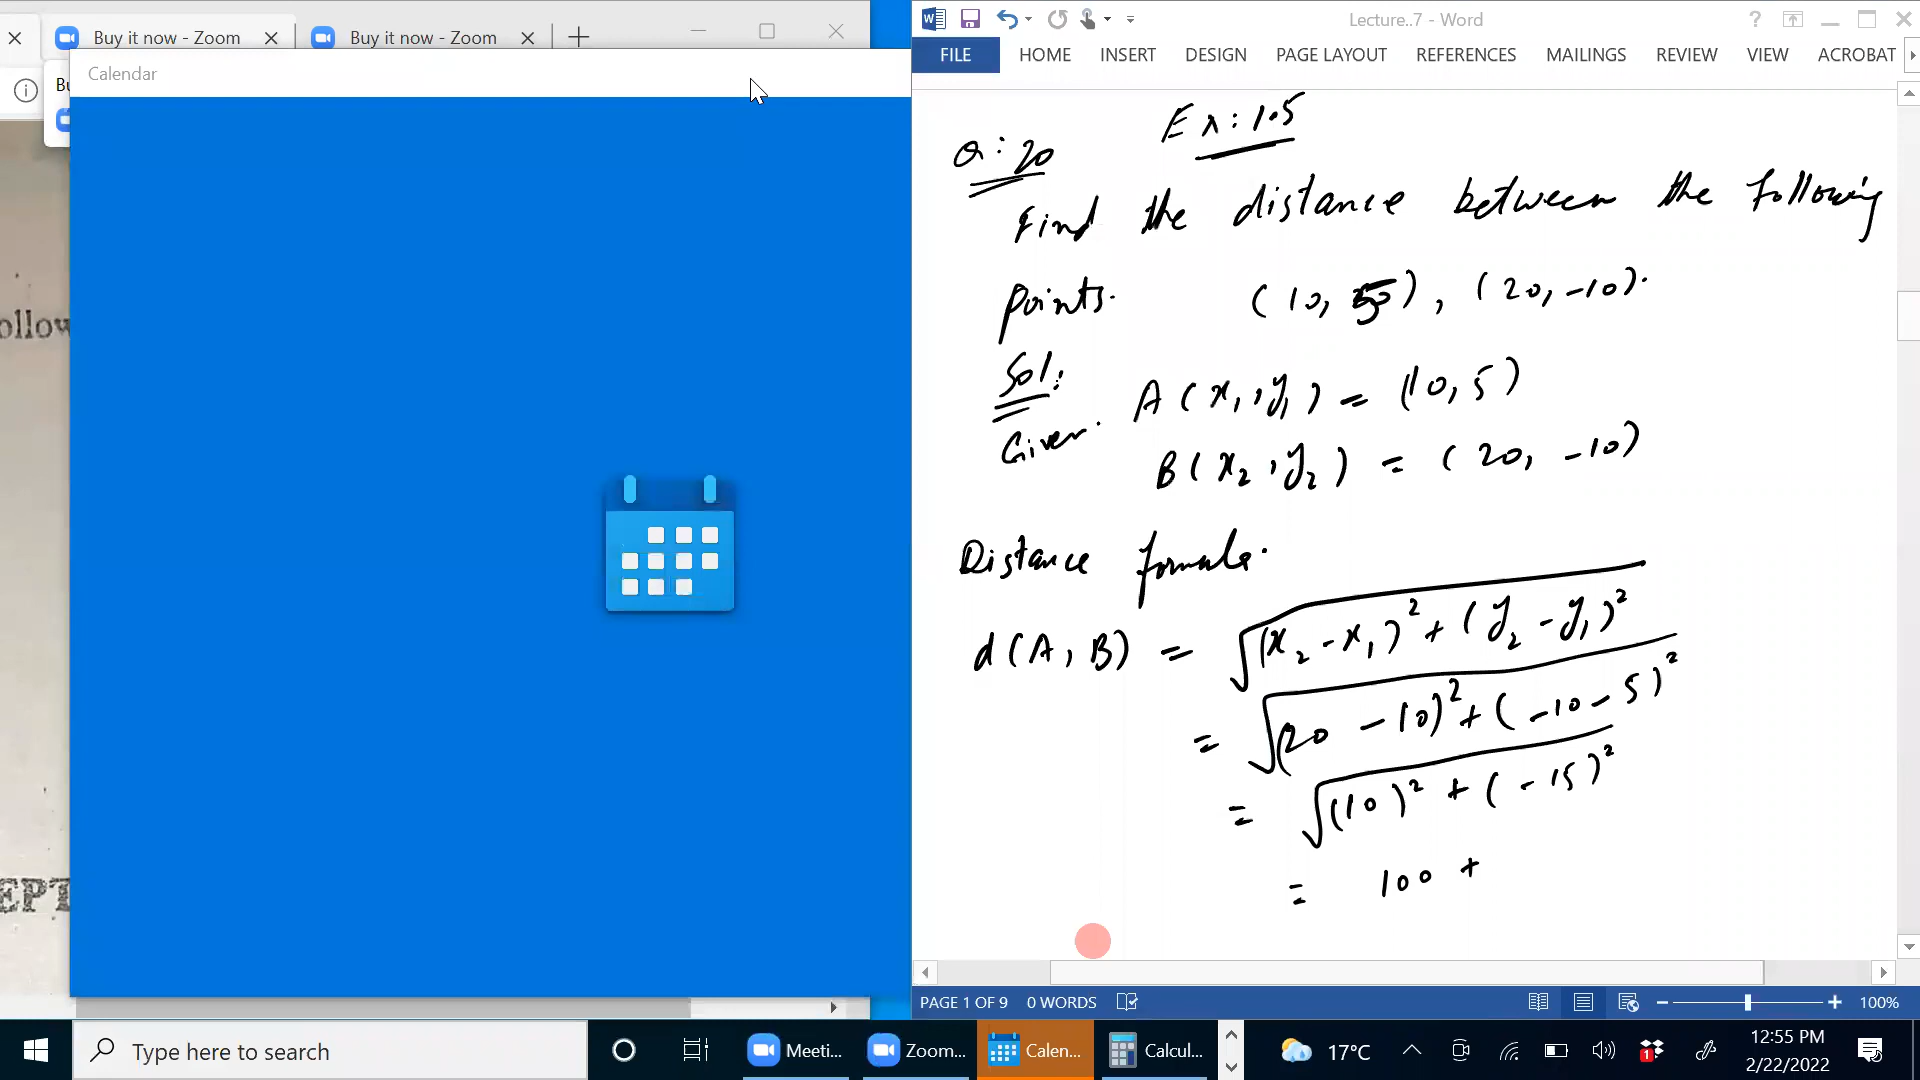 Buy it now - Zoom
Buy it now - Zoom
Bu
Calendar
ollow
EPT
Lecture..7 - Word
FILE HOME INSERT DESIGN PAGE LAYOUT REFERENCES MAILINGS REVIEW VIEW ACROBAT
Ex: 1.5
Q: 20
Find the distance between the following
points. (10, 5), (20, -10).
Sol:
Given. A(x₁, y₁) = (10, 5)
B(x₂, y₂) = (20, -10)
Distance formula.
d(A, B) = √(x₂ - x₁)² + (y₂ - y₁)²
= √(20 - 10)² + (-10 - 5)²
= √(10)² + (-15)²
= 100 +
PAGE 1 OF 9 0 WORDS 100%
Type here to search
Meeti...
Zoom...
Calen...
Calcul...
17°C
1
12:55 PM
2/22/2022